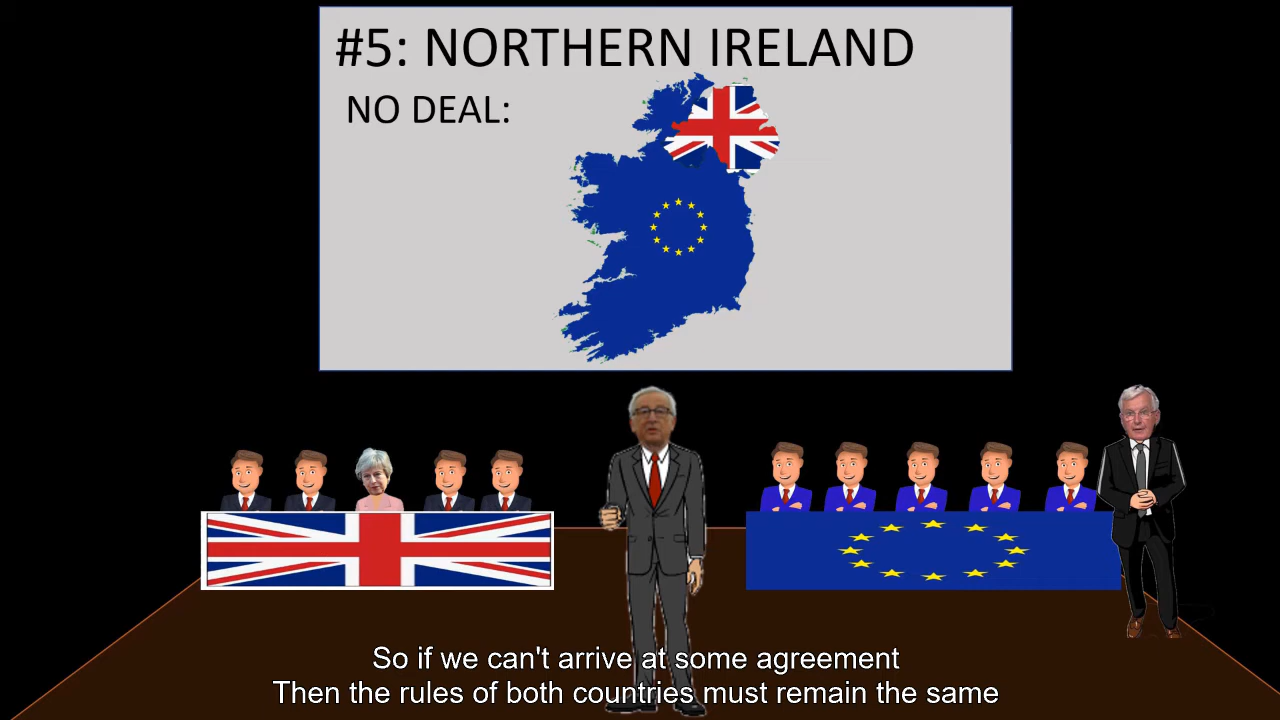 #5: NORTHERN IRELAND
NO DEAL:
So if we can't arrive at some agreement
Then the rules of both countries must remain the same